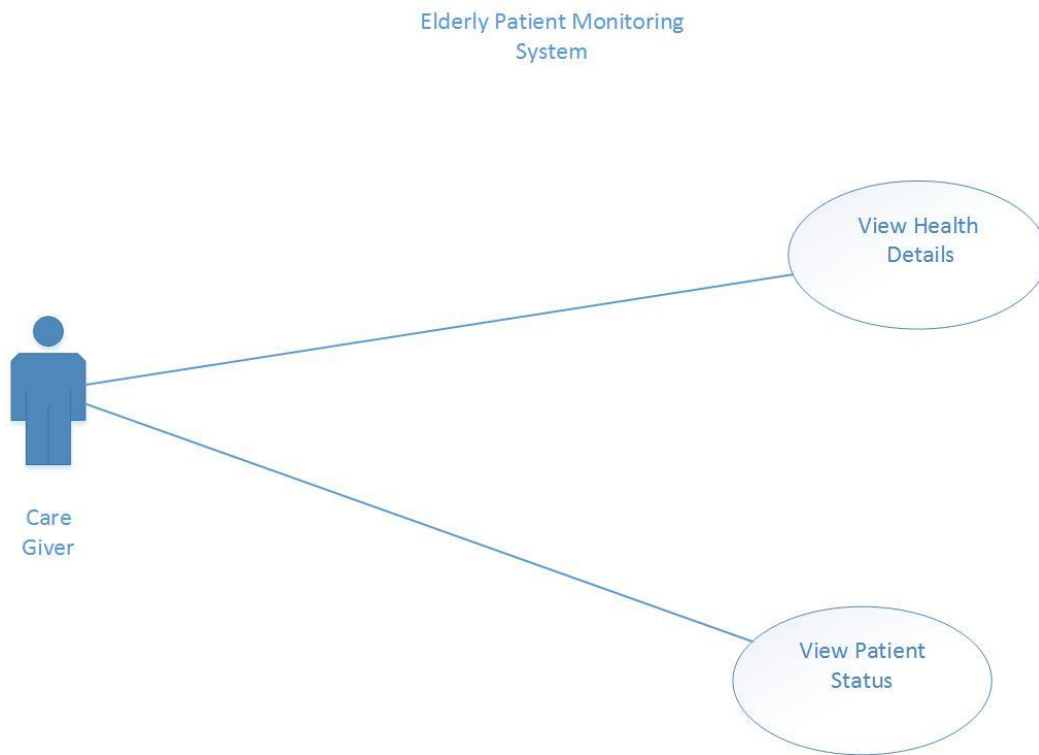 Elderly Patient Monitoring
System
View Health
Details
Care
Giver
View Patient
Status